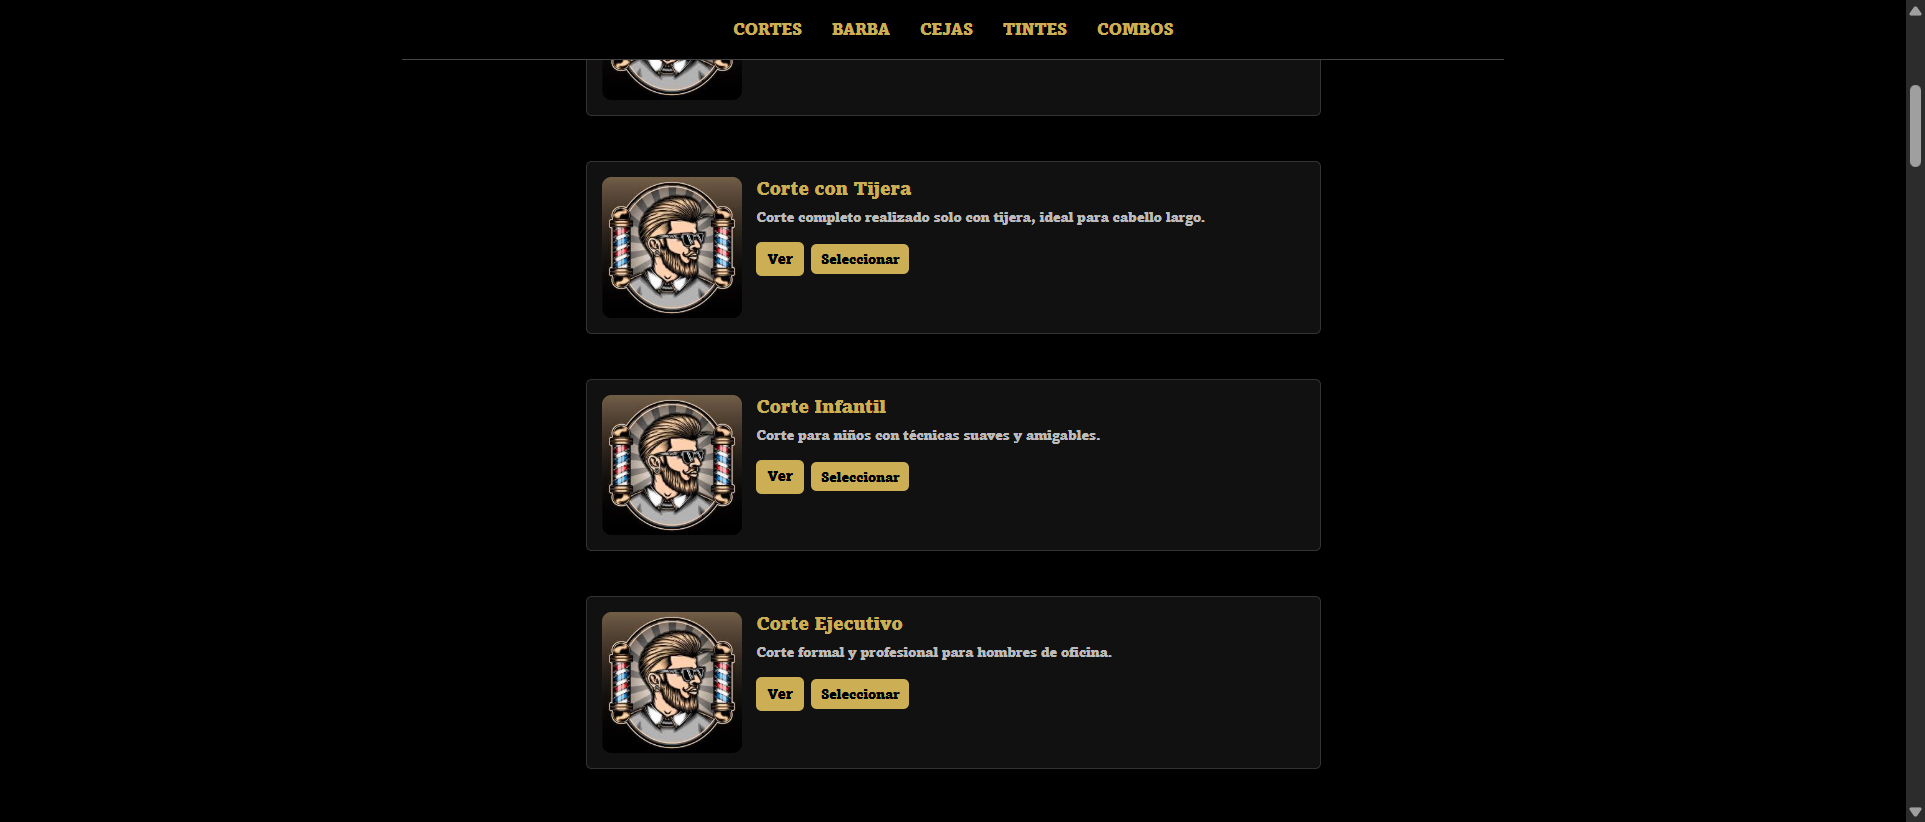 CORTES BARBA CEJAS TINTES COMBOS
Corte con Tijera
Corte completo realizado solo con tijera, ideal para cabello largo.
Ver Seleccionar
Corte Infantil
Corte para niños con técnicas suaves y amigables.
Ver Seleccionar
Corte Ejecutivo
Corte formal y profesional para hombres de oficina.
Ver Seleccionar